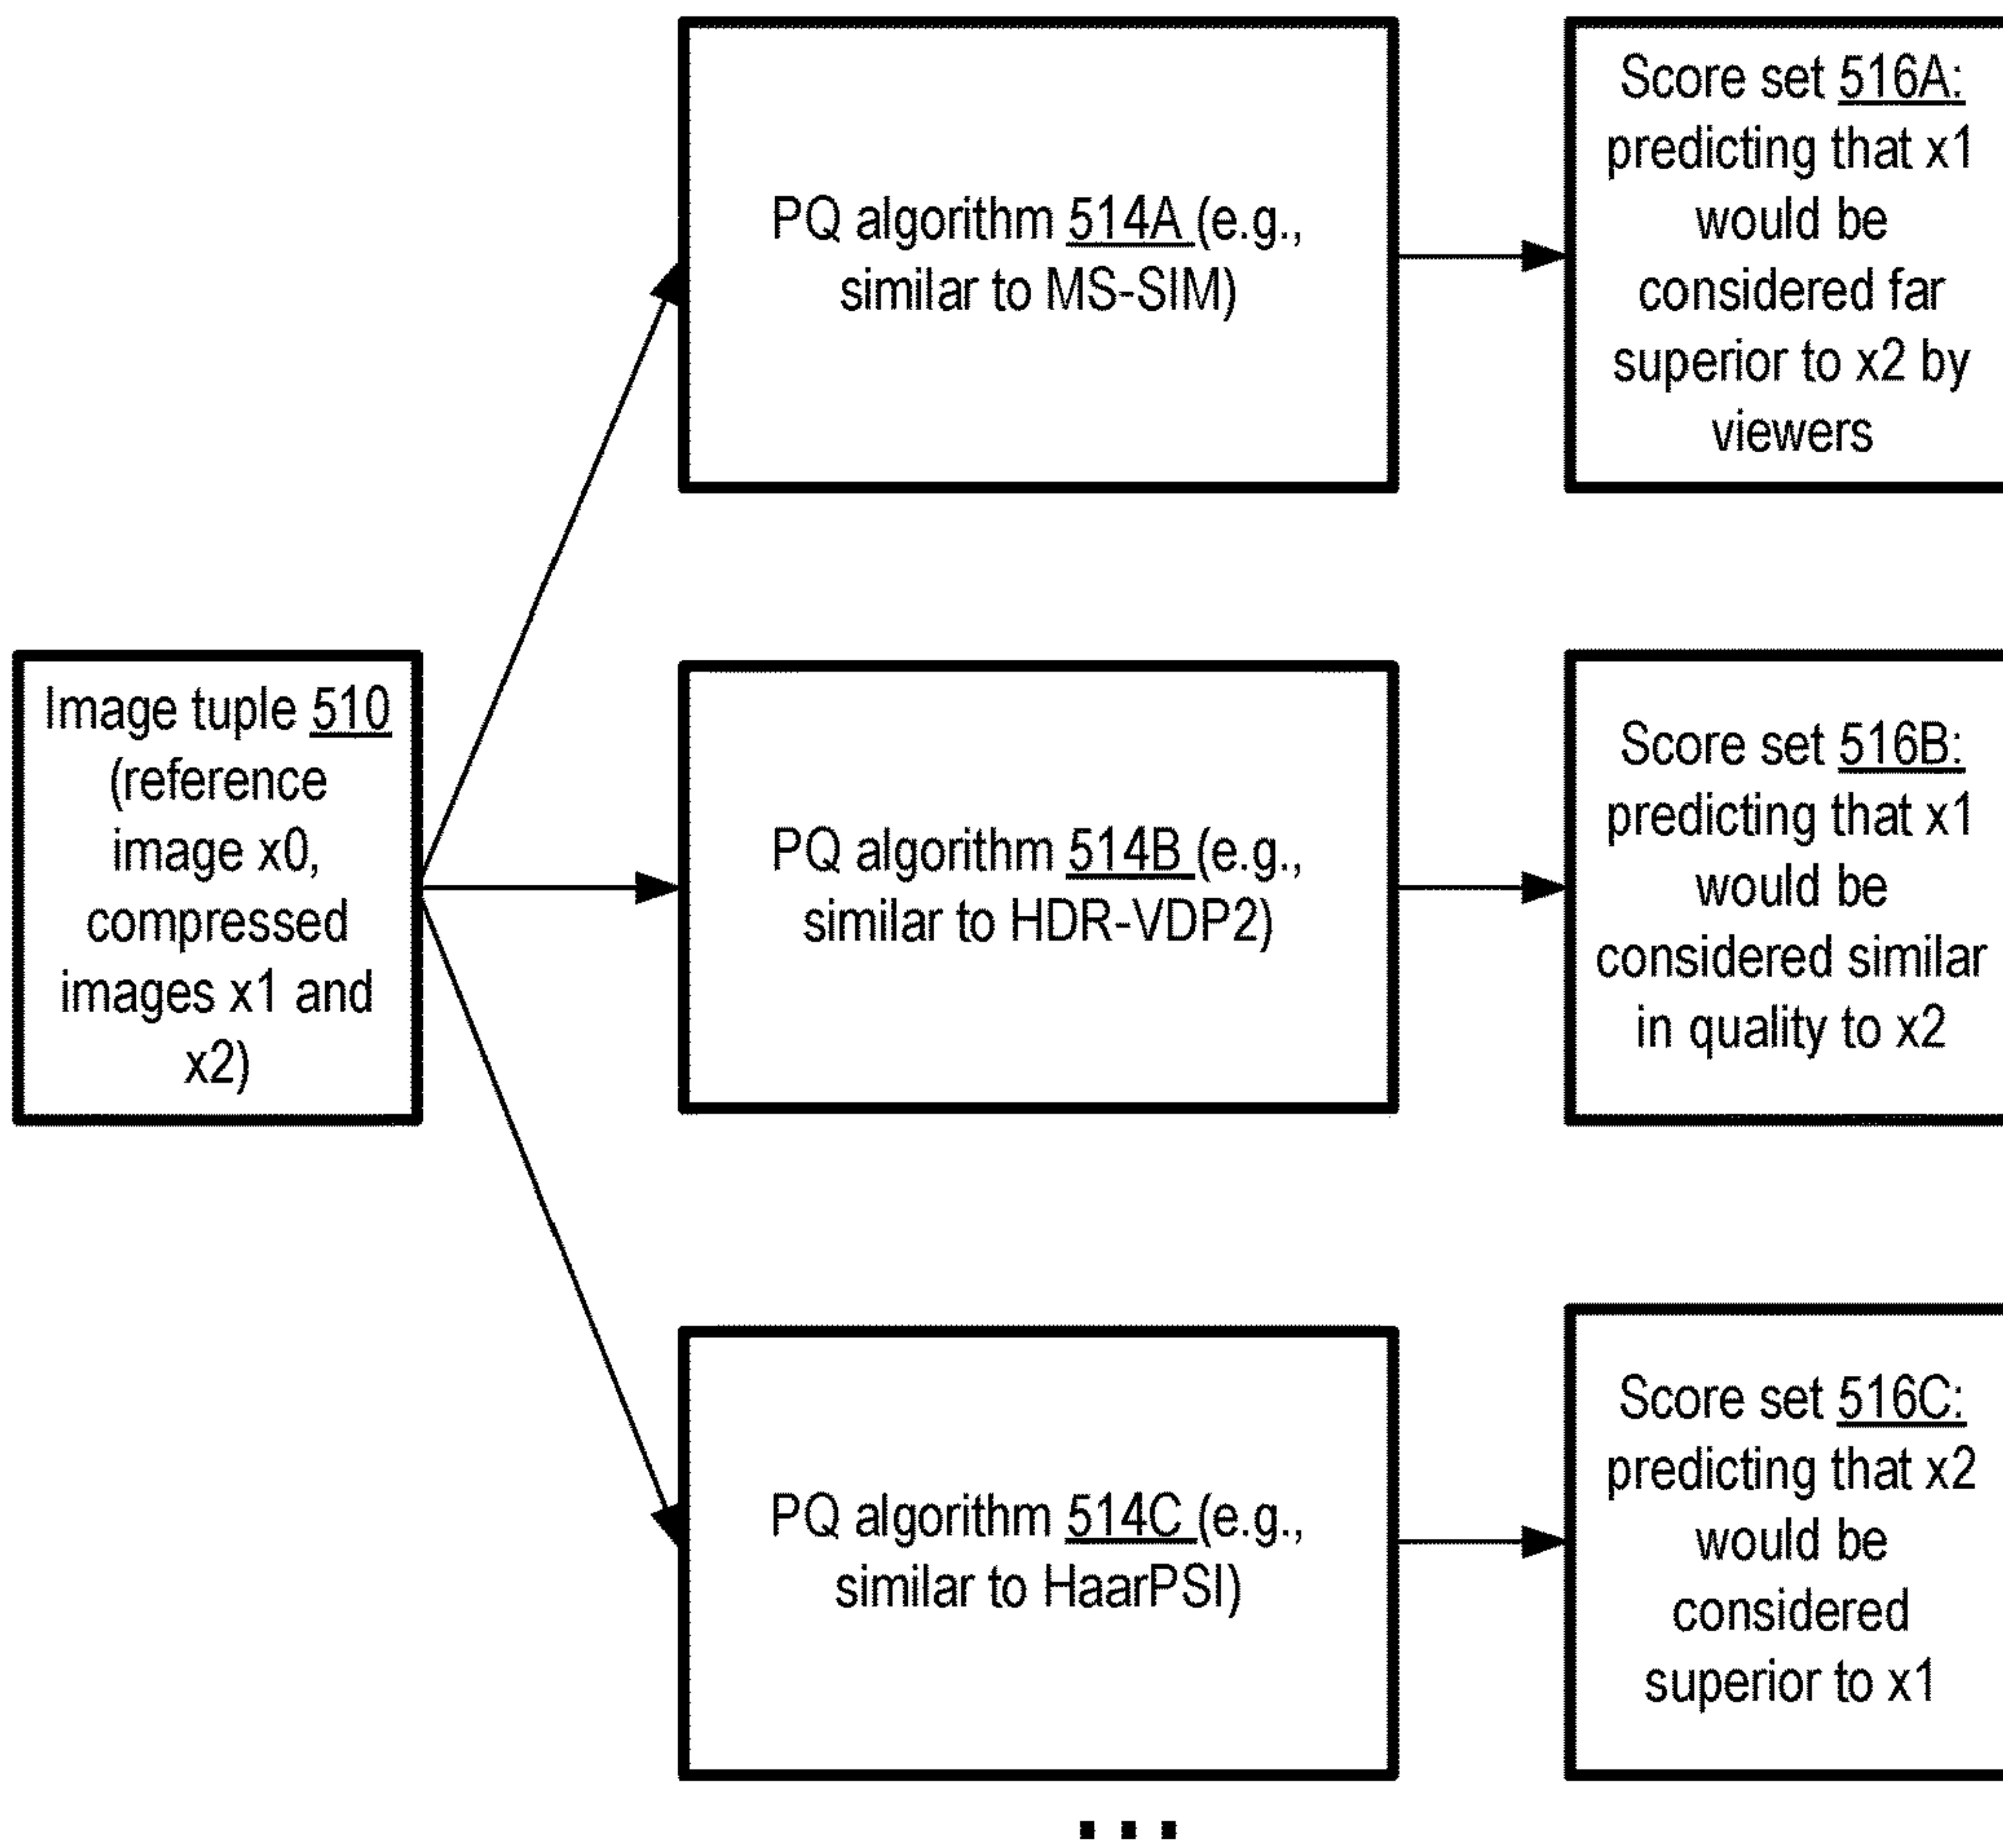 Image tuple 510
(reference
image x0,
compressed
images x1 and
x2)
PQ algorithm 514A (e.g.,
similar to MS-SIM)
Score set 516A:
predicting that x1
would be
considered far
superior to x2 by
viewers
PQ algorithm 514B (e.g.,
similar to HDR-VDP2)
Score set 516B:
predicting that x1
would be
considered similar
in quality to x2
PQ algorithm 514C (e.g.,
similar to HaarPSI)
Score set 516C:
predicting that x2
would be
considered
superior to x1
...